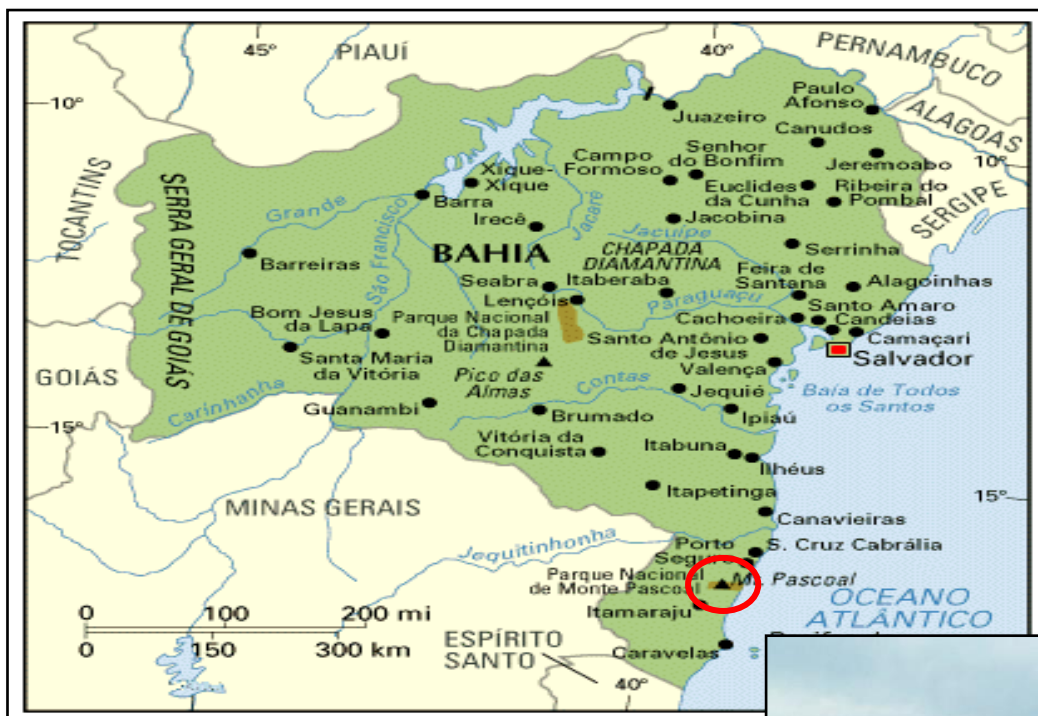 45°
40°
PIAUÍ
PERNAMBUCO
ALAGOAS
SERGIPE
TOCANTINS
GOIÁS
MINAS GERAIS
ESPÍRITO
SANTO
10°
10°
15°
15°
40°
SERRA GERAL DE GOIÁS
BAHIA
CHAPADA
DIAMANTINA
Paulo
Afonso
Juazeiro
Canudos
Senhor
do Bonfim
Jeremoabo
Campo
Formoso
Xique-
Xique
Euclides
da Cunha
Ribeira do
Pombal
Barra
Grande
São Francisco
Jacaré
Irecê
Jacobina
Jacuípe
Serrinha
Barreiras
Seabra
Itaberaba
Feira de
Santana
Alagoinhas
Lençóis
Paraguaçu
Santo Amaro
Bom Jesus
da Lapa
Parque Nacional
da Chapada
Diamantina
Cachoeira
Candeias
Camaçari
Santo Antônio
de Jesus
Salvador
Santa Maria
da Vitória
Valença
Pico das
Almas
Contas
Jequié
Baía de Todos
os Santos
Carinhanha
Guanambi
Brumado
Ipiaú
Vitória da
Conquista
Itabuna
Ilhéus
Itapetinga
Canavieiras
Jequitinhonha
Porto
Seguro
S. Cruz Cabrália
Parque Nacional
de Monte Pascoal
Pascoal
OCEANO
ATLÂNTICO
Itamaraju
Caravelas
0 100 200 mi
0 150 300 km